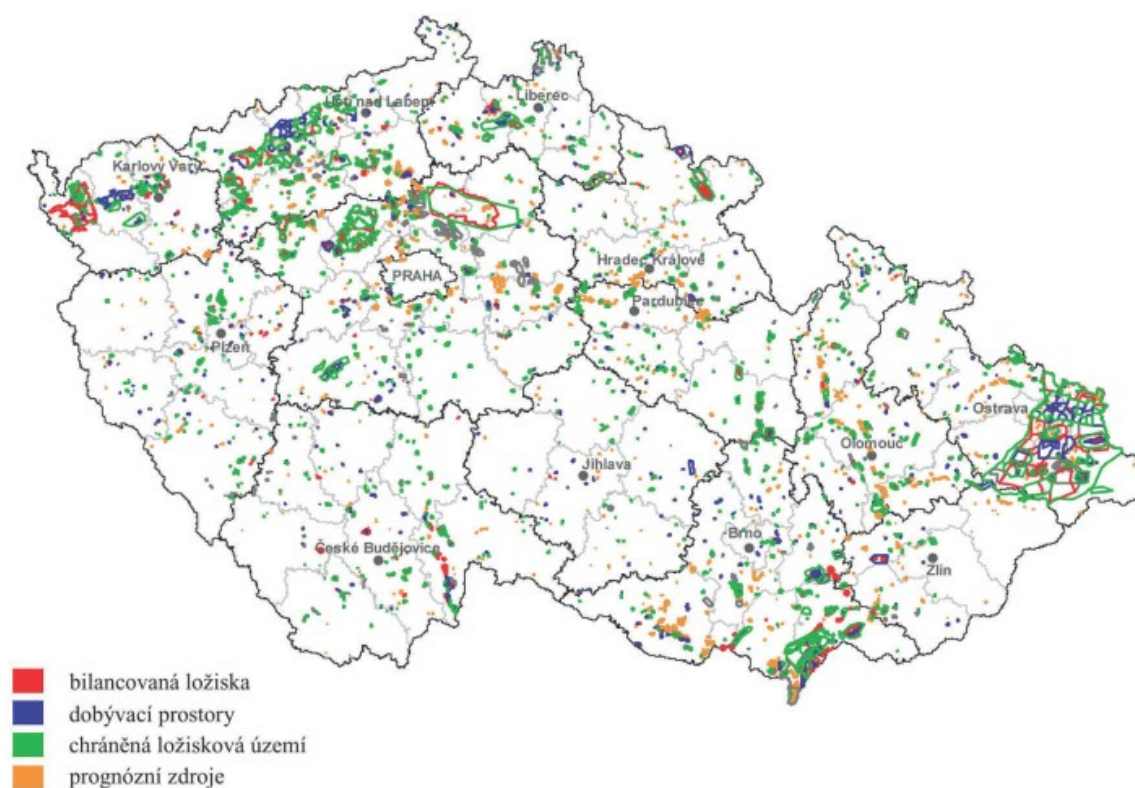 Ústí nad Labem
Liberec
Karlovy Vary
PRAHA
Hradec Králové
Pardubice
Plzeň
Ostrava
Olomouc
Jihlava
Brno
České Budějovice
Zlín
bilancovaná ložiska
dobývací prostory
chráněná ložisková území
prognózní zdroje